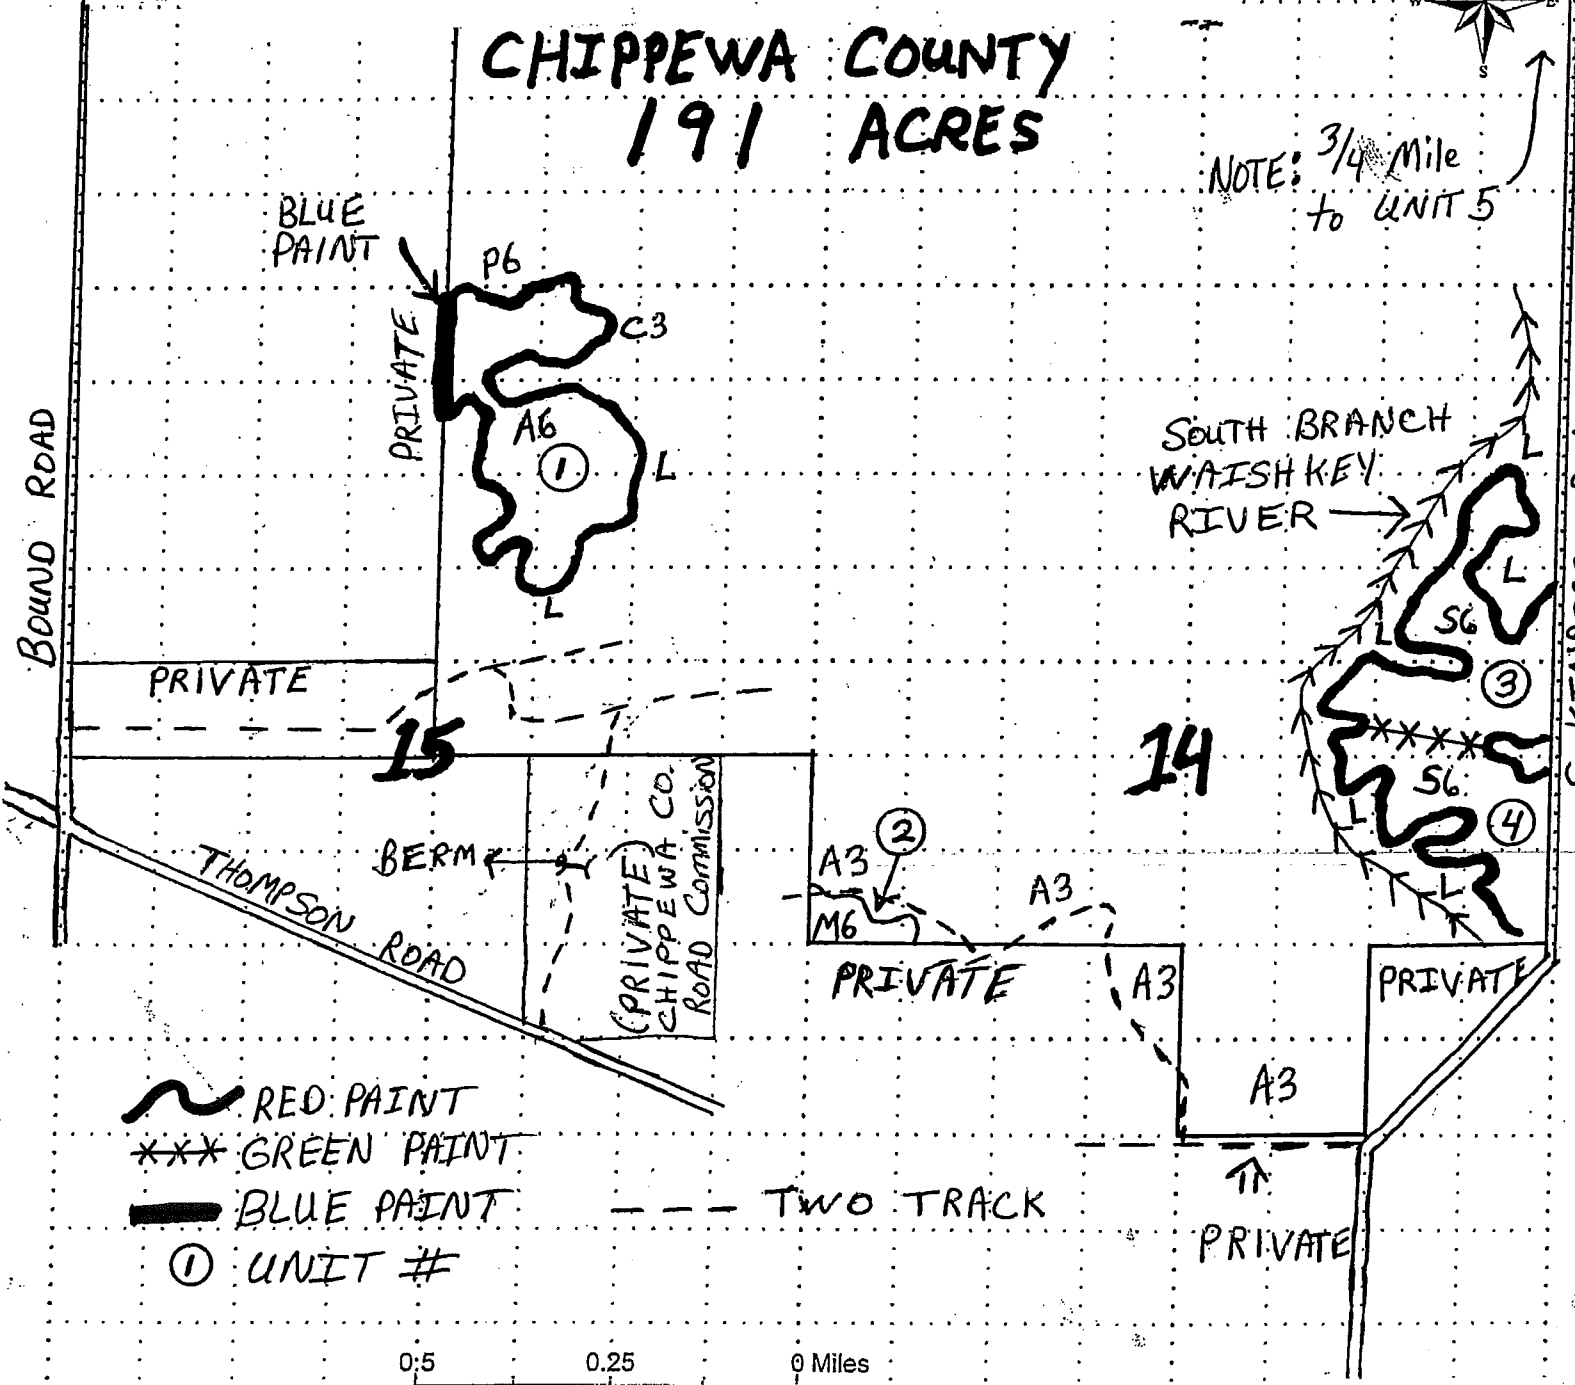 CHIPPEWA COUNTY
191 ACRES
S
NOTE: 3/4 Mile
to UNIT 5
BLUE
PAINT
P6
C3
PRIVATE
A6
1
L
L
BOUND ROAD
SOUTH BRANCH
WAISHKEY
RIVER
L
L
L
S6
3
PRIVATE
15
14
S6
4
L
L
BERM
(PRIVATE)
CHIPPEWA CO.
ROAD Commission
2
A3
M6
A3
THOMPSON ROAD
PRIVATE
A3
PRIVATE
A3
RED PAINT
GREEN PAINT
BLUE PAINT
TWO TRACK
1 UNIT #
PRIVATE
0.5 0.25 0 Miles